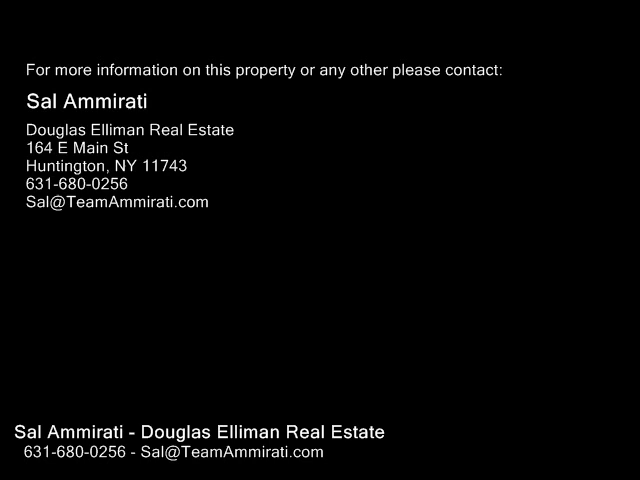 For more information on this property or any other please contact:
Sal Ammirati
Douglas Elliman Real Estate
164 E Main St
Huntington, NY 11743
631-680-0256
Sal@TeamAmmirati.com
Sal Ammirati - Douglas Elliman Real Estate
631-680-0256 - Sal@TeamAmmirati.com